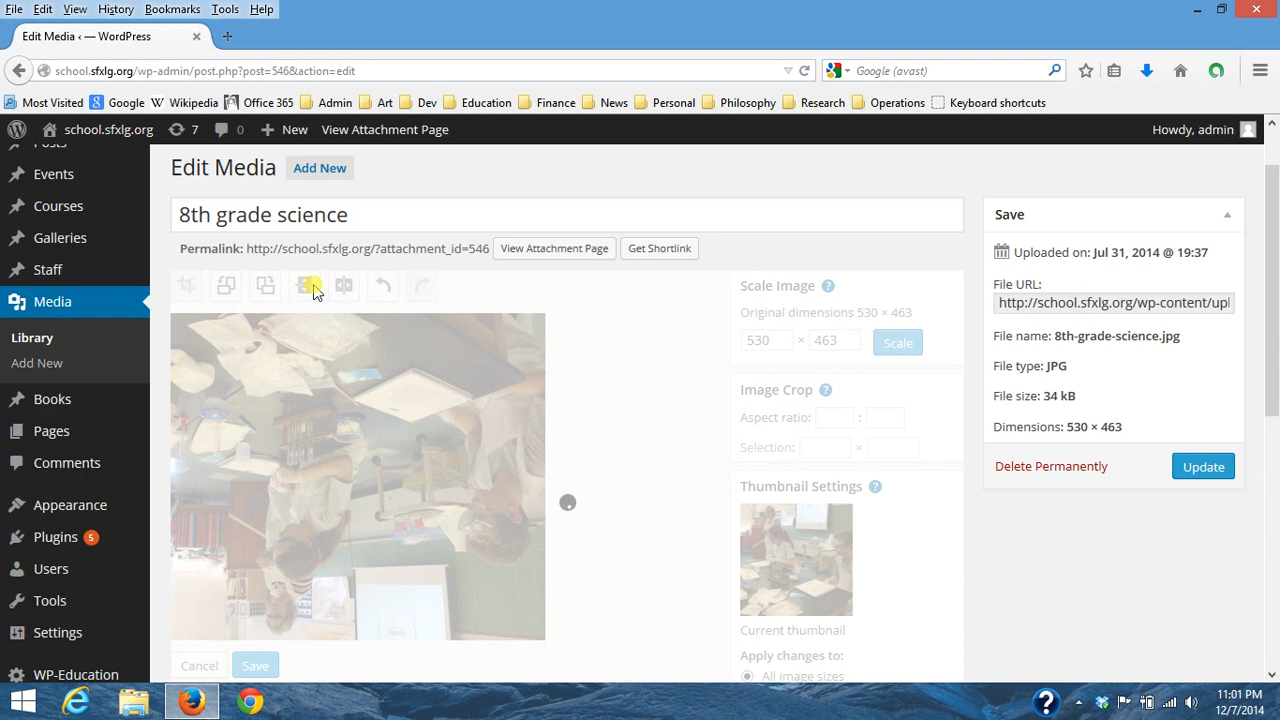 File Edit View History Bookmarks Tools Help
Edit Media ‹ — WordPress
school.sfxlg.org/wp-admin/post.php?post=546&action=edit
Google (avast)
Most Visited Google Wikipedia Office 365 Admin Art Dev Education Finance News Personal Philosophy Research Operations Keyboard shortcuts
school.sfxlg.org 7 0 New View Attachment Page Howdy, admin
Posts
Events
Courses
Galleries
Staff
Media
Library
Add New
Books
Pages
Comments
Appearance
Plugins 5
Users
Tools
Settings
WP-Education
Edit Media Add New
8th grade science
Permalink: http://school.sfxlg.org/?attachment_id=546 View Attachment Page Get Shortlink
Scale Image ?
Original dimensions 530 × 463
530 × 463 Scale
Image Crop ?
Aspect ratio: :
Selection: ×
Thumbnail Settings ?
Current thumbnail
Apply changes to:
All image sizes
Cancel Save
Save
Uploaded on: Jul 31, 2014 @ 19:37
File URL:
http://school.sfxlg.org/wp-content/upl
File name: 8th-grade-science.jpg
File type: JPG
File size: 34 kB
Dimensions: 530 × 463
Delete Permanently Update
11:01 PM
12/7/2014